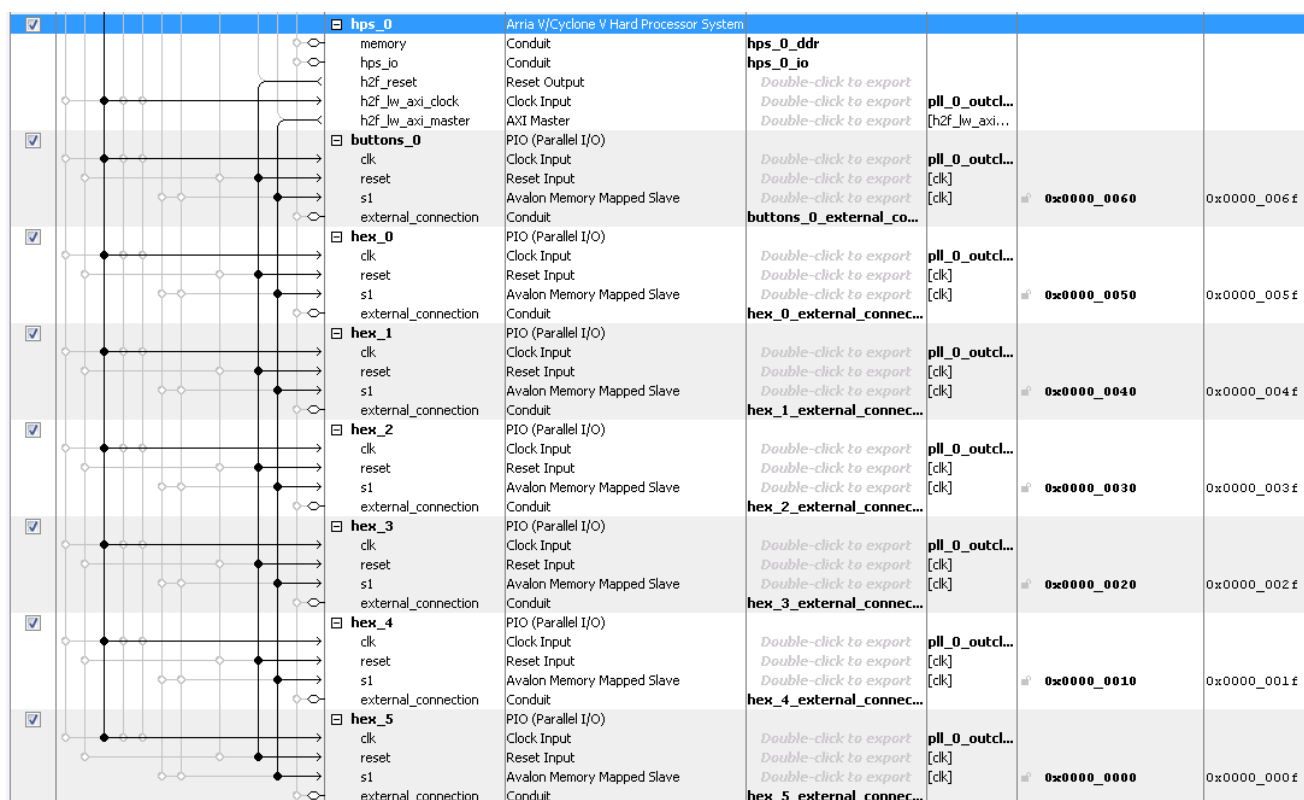 hps_0 Arria V/Cyclone V Hard Processor System
memory Conduit hps_0_ddr
hps_io Conduit hps_0_io
h2f_reset Reset Output Double-click to export
h2f_lw_axi_clock Clock Input Double-click to export pll_0_outcl...
h2f_lw_axi_master AXI Master Double-click to export [h2f_lw_axi...
buttons_0 PIO (Parallel I/O)
clk Clock Input Double-click to export pll_0_outcl...
reset Reset Input Double-click to export [clk]
s1 Avalon Memory Mapped Slave Double-click to export [clk] 0x0000_0060 0x0000_006f
external_connection Conduit buttons_0_external_co...
hex_0 PIO (Parallel I/O)
clk Clock Input Double-click to export pll_0_outcl...
reset Reset Input Double-click to export [clk]
s1 Avalon Memory Mapped Slave Double-click to export [clk] 0x0000_0050 0x0000_005f
external_connection Conduit hex_0_external_connec...
hex_1 PIO (Parallel I/O)
clk Clock Input Double-click to export pll_0_outcl...
reset Reset Input Double-click to export [clk]
s1 Avalon Memory Mapped Slave Double-click to export [clk] 0x0000_0040 0x0000_004f
external_connection Conduit hex_1_external_connec...
hex_2 PIO (Parallel I/O)
clk Clock Input Double-click to export pll_0_outcl...
reset Reset Input Double-click to export [clk]
s1 Avalon Memory Mapped Slave Double-click to export [clk] 0x0000_0030 0x0000_003f
external_connection Conduit hex_2_external_connec...
hex_3 PIO (Parallel I/O)
clk Clock Input Double-click to export pll_0_outcl...
reset Reset Input Double-click to export [clk]
s1 Avalon Memory Mapped Slave Double-click to export [clk] 0x0000_0020 0x0000_002f
external_connection Conduit hex_3_external_connec...
hex_4 PIO (Parallel I/O)
clk Clock Input Double-click to export pll_0_outcl...
reset Reset Input Double-click to export [clk]
s1 Avalon Memory Mapped Slave Double-click to export [clk] 0x0000_0010 0x0000_001f
external_connection Conduit hex_4_external_connec...
hex_5 PIO (Parallel I/O)
clk Clock Input Double-click to export pll_0_outcl...
reset Reset Input Double-click to export [clk]
s1 Avalon Memory Mapped Slave Double-click to export [clk] 0x0000_0000 0x0000_000f
external_connection Conduit hex_5_external_connec...